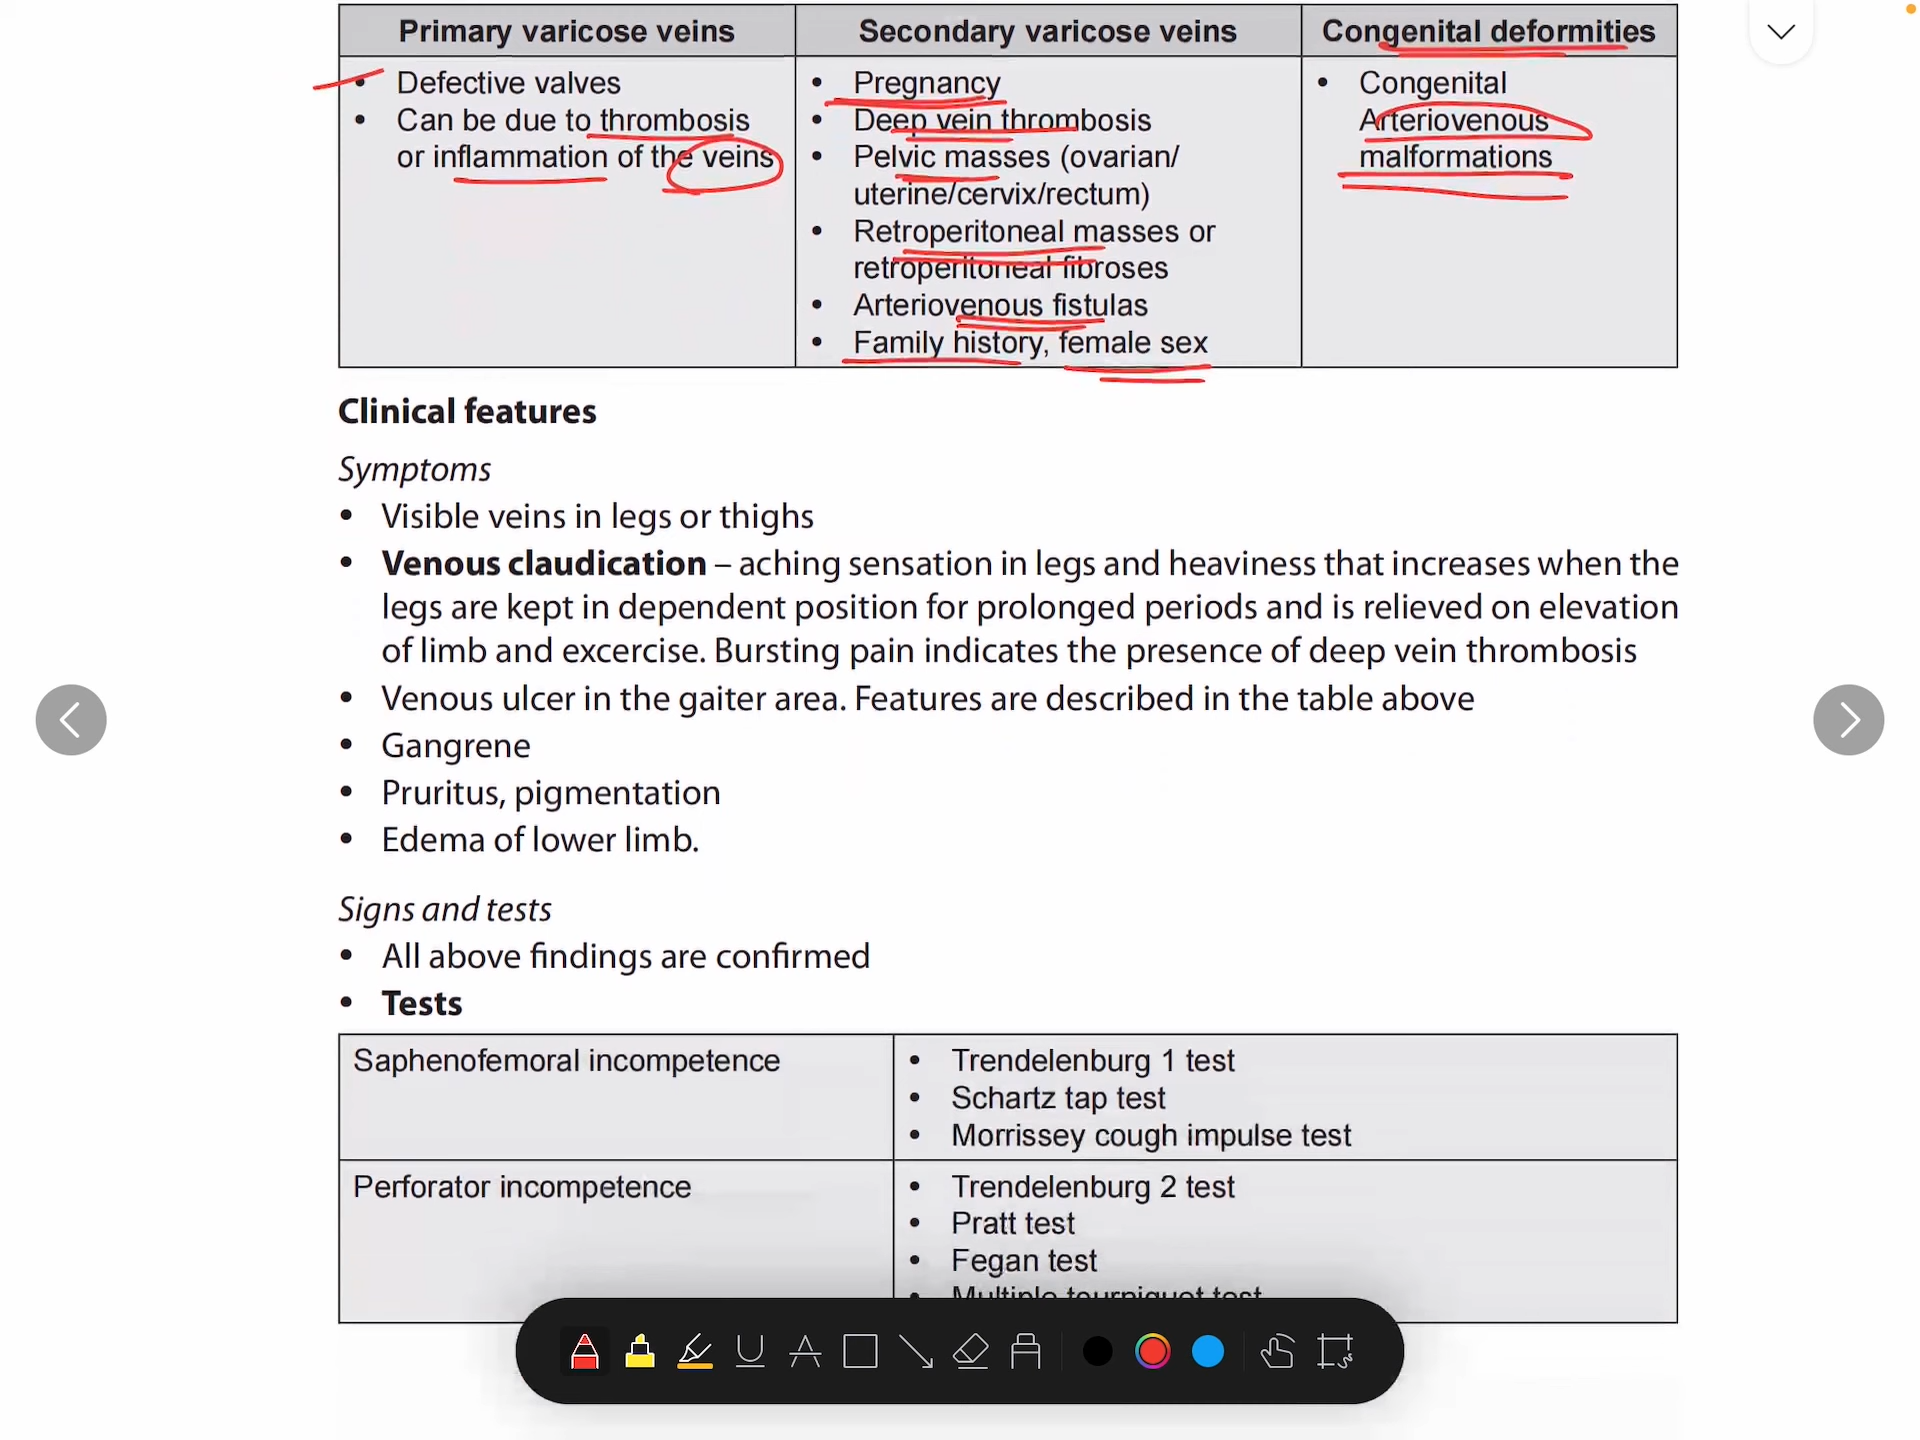 Primary varicose veins
Secondary varicose veins
Congenital deformities
• Defective valves
• Can be due to thrombosis
or inflammation of the veins
• Pregnancy
• Deep vein thrombosis
• Pelvic masses (ovarian/
uterine/cervix/rectum)
• Retroperitoneal masses or
retroperitoneal fibroses
• Arteriovenous fistulas
• Family history, female sex
• Congenital
Arteriovenous
malformations
Clinical features
Symptoms
• Visible veins in legs or thighs
• Venous claudication – aching sensation in legs and heaviness that increases when the
legs are kept in dependent position for prolonged periods and is relieved on elevation
of limb and excercise. Bursting pain indicates the presence of deep vein thrombosis
• Venous ulcer in the gaiter area. Features are described in the table above
• Gangrene
• Pruritus, pigmentation
• Edema of lower limb.
Signs and tests
• All above findings are confirmed
• Tests
Saphenofemoral incompetence
• Trendelenburg 1 test
• Schartz tap test
• Morrissey cough impulse test
Perforator incompetence
• Trendelenburg 2 test
• Pratt test
• Fegan test
• Multiple tourniquet test